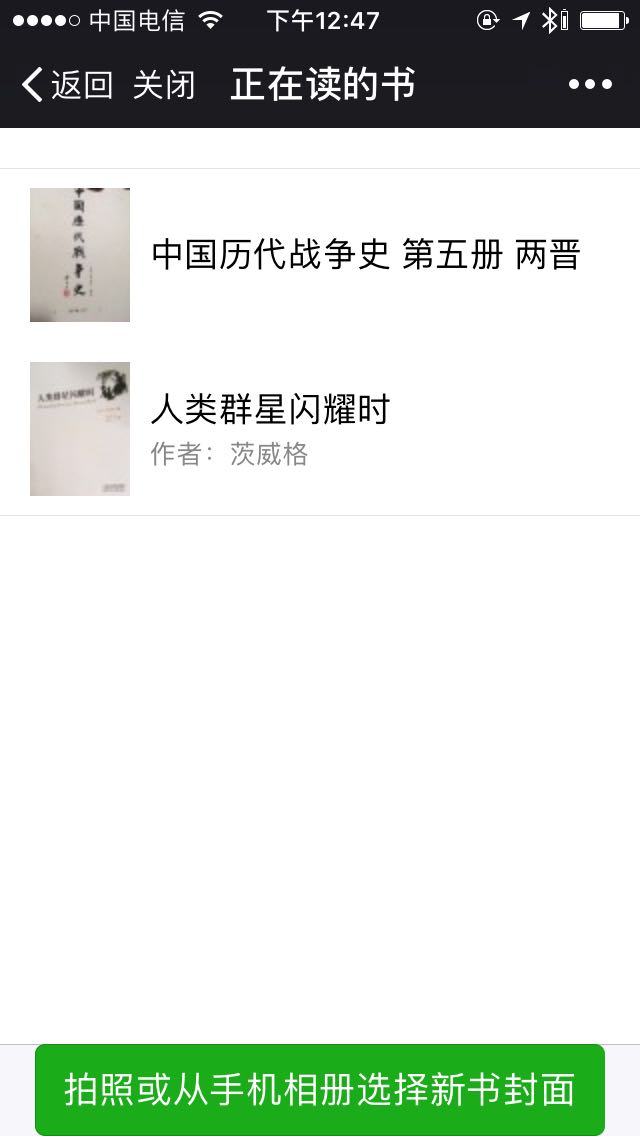 中国电信 下午12:47
返回 关闭 正在读的书
中国历代戰争史
中国历代战争史 第五册 两晋
人类群星闪耀时
人类群星闪耀时
作者：茨威格
拍照或从手机相册选择新书封面